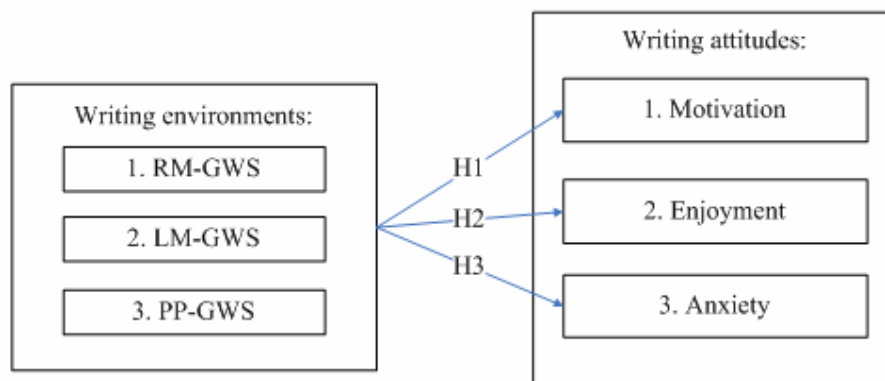 Writing environments:
1. RM-GWS
2. LM-GWS
3. PP-GWS
H1
H2
H3
Writing attitudes:
1. Motivation
2. Enjoyment
3. Anxiety